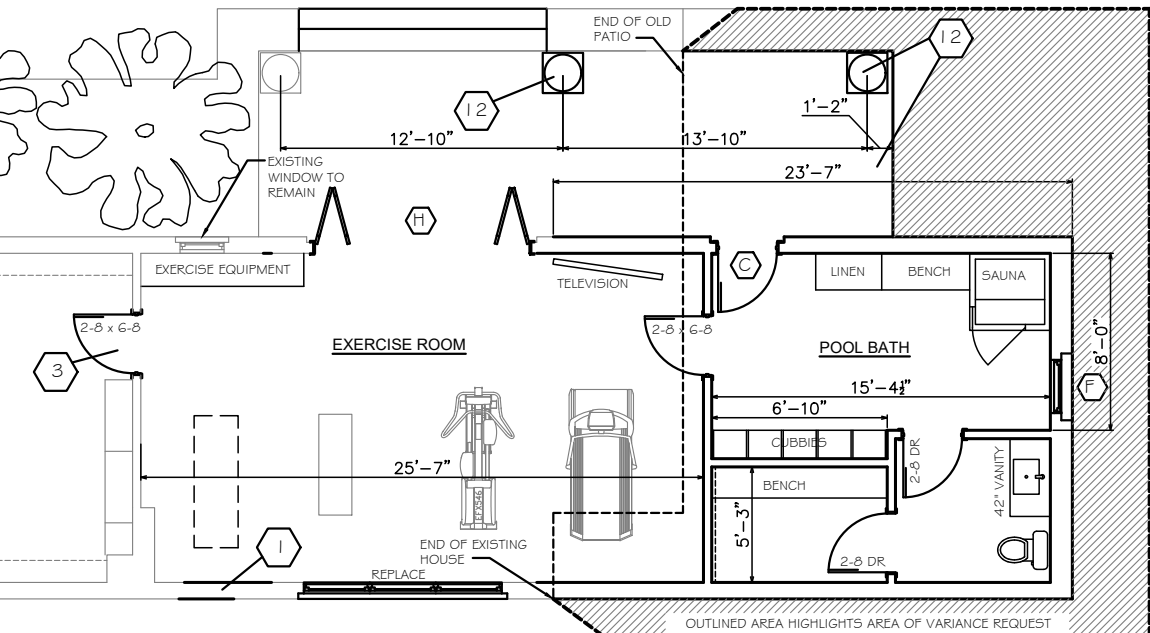 END OF OLD
PATIO
12
12
1'-2"
12'-10"
13'-10"
EXISTING
WINDOW TO
REMAIN
23'-7"
H
C
EXERCISE EQUIPMENT
TELEVISION
LINEN
BENCH
SAUNA
2-8 x 6-8
2-8 x 6-8
EXERCISE ROOM
POOL BATH
8'-0"
3
F
15'-4½"
6'-10"
CUBBIES
2-8 DR
42" VANITY
25'-7"
BENCH
EFX546
5'-3"
END OF EXISTING
HOUSE
1
2-8 DR
REPLACE
OUTLINED AREA HIGHLIGHTS AREA OF VARIANCE REQUEST